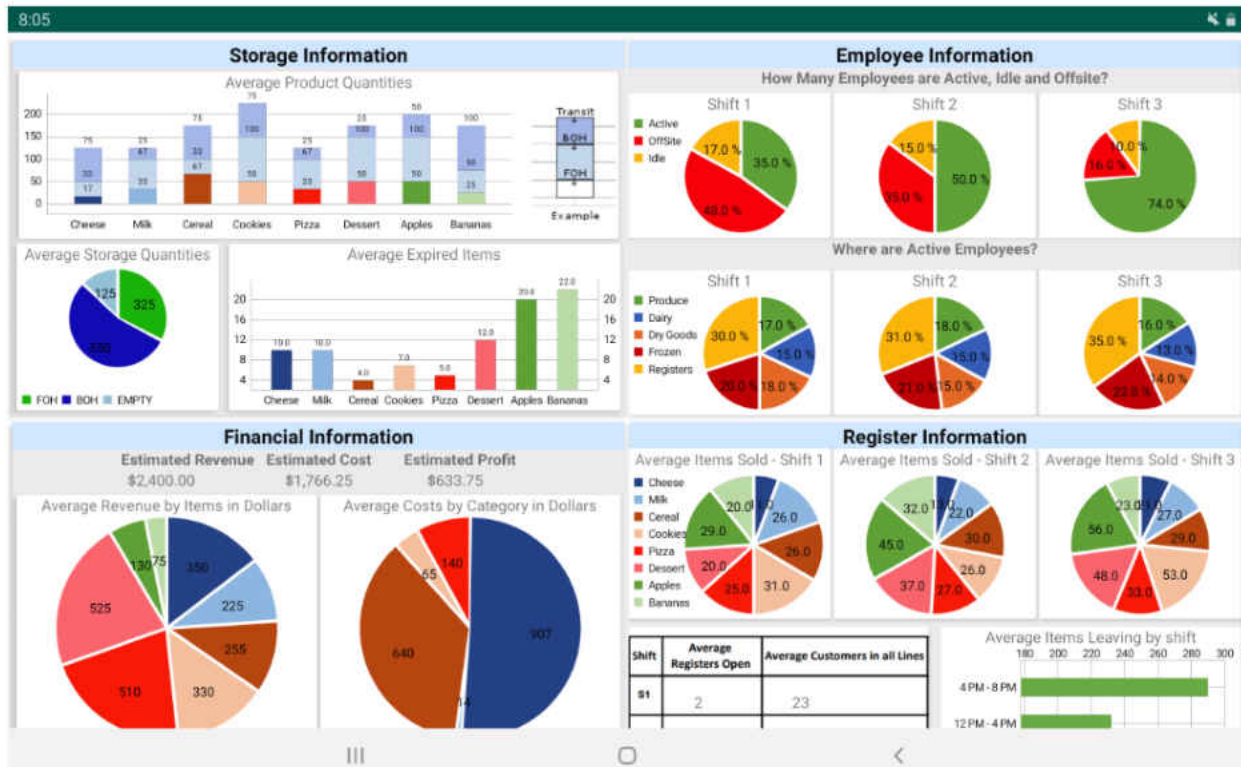 8:05
Storage Information
Average Product Quantities
200
150
100
50
0
75
33
17
25
67
33
75
33
67
75
100
50
25
67
33
25
100
50
50
100
50
100
50
25
Cheese Milk Cereal Cookies Pizza Dessert Apples Bananas
Transit
BOH
FOH
Example
Average Storage Quantities
125
325
550
FOH BOH EMPTY
Average Expired Items
20
16
12
8
4
10.0
10.0
4.0
7.0
5.0
12.0
20.0
22.0
20
16
12
8
4
Cheese Milk Cereal Cookies Pizza Dessert Apples Bananas
Employee Information
How Many Employees are Active, Idle and Offsite?
Active
OffSite
Idle
Shift 1
17.0 %
35.0 %
48.0 %
Shift 2
15.0 %
50.0 %
35.0 %
Shift 3
10.0 %
16.0 %
74.0 %
Where are Active Employees?
Produce
Dairy
Dry Goods
Frozen
Registers
Shift 1
30.0 %
17.0 %
15.0 %
20.0 %
18.0 %
Shift 2
31.0 %
18.0 %
15.0 %
21.0 %
15.0 %
Shift 3
35.0 %
16.0 %
13.0 %
14.0 %
Financial Information
Estimated Revenue Estimated Cost Estimated Profit
$2,400.00 $1,766.25 $633.75
Average Revenue by Items in Dollars
130
75
350
525
225
255
510
330
Average Costs by Category in Dollars
140
65
907
640
14
Register Information
Average Items Sold - Shift 1
Cheese
Milk
Cereal
Cookies
Pizza
Dessert
Apples
Bananas
20.0
11.0
26.0
29.0
26.0
20.0
25.0
31.0
Average Items Sold - Shift 2
32.0
13.0
22.0
45.0
30.0
37.0
26.0
27.0
Average Items Sold - Shift 3
23.0
27.0
56.0
29.0
48.0
53.0
33.0
Shift
Average Registers Open
Average Customers in all Lines
S1
2
23
Average Items Leaving by shift
180 200 220 240 260 280 300
4 PM - 8 PM
12 PM - 4 PM